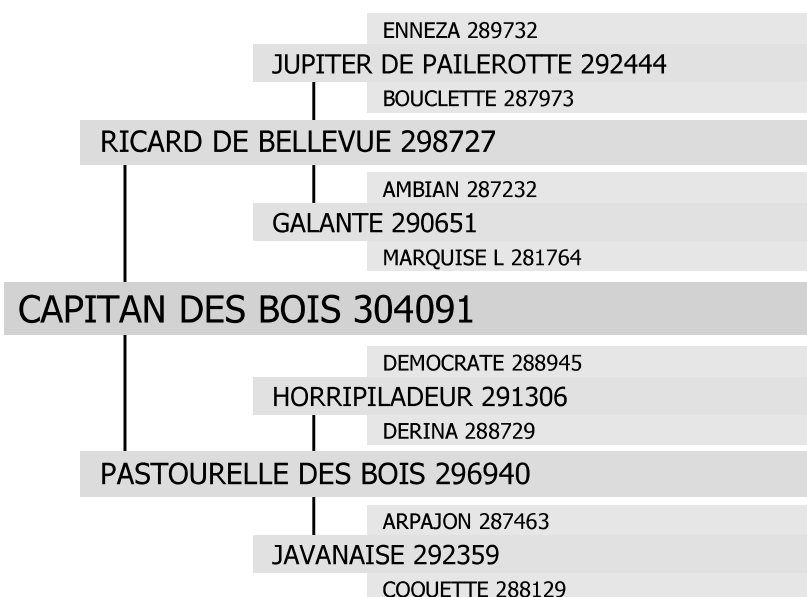 ENNEZA 289732
JUPITER DE PAILEROTTE 292444
BOUCLETTE 287973
RICARD DE BELLEVUE 298727
AMBIAN 287232
GALANTE 290651
MARQUISE L 281764
CAPITAN DES BOIS 304091
DEMOCRATE 288945
HORRIPILADEUR 291306
DERINA 288729
PASTOURELLE DES BOIS 296940
ARPAJON 287463
JAVANAISE 292359
COQUETTE 288129